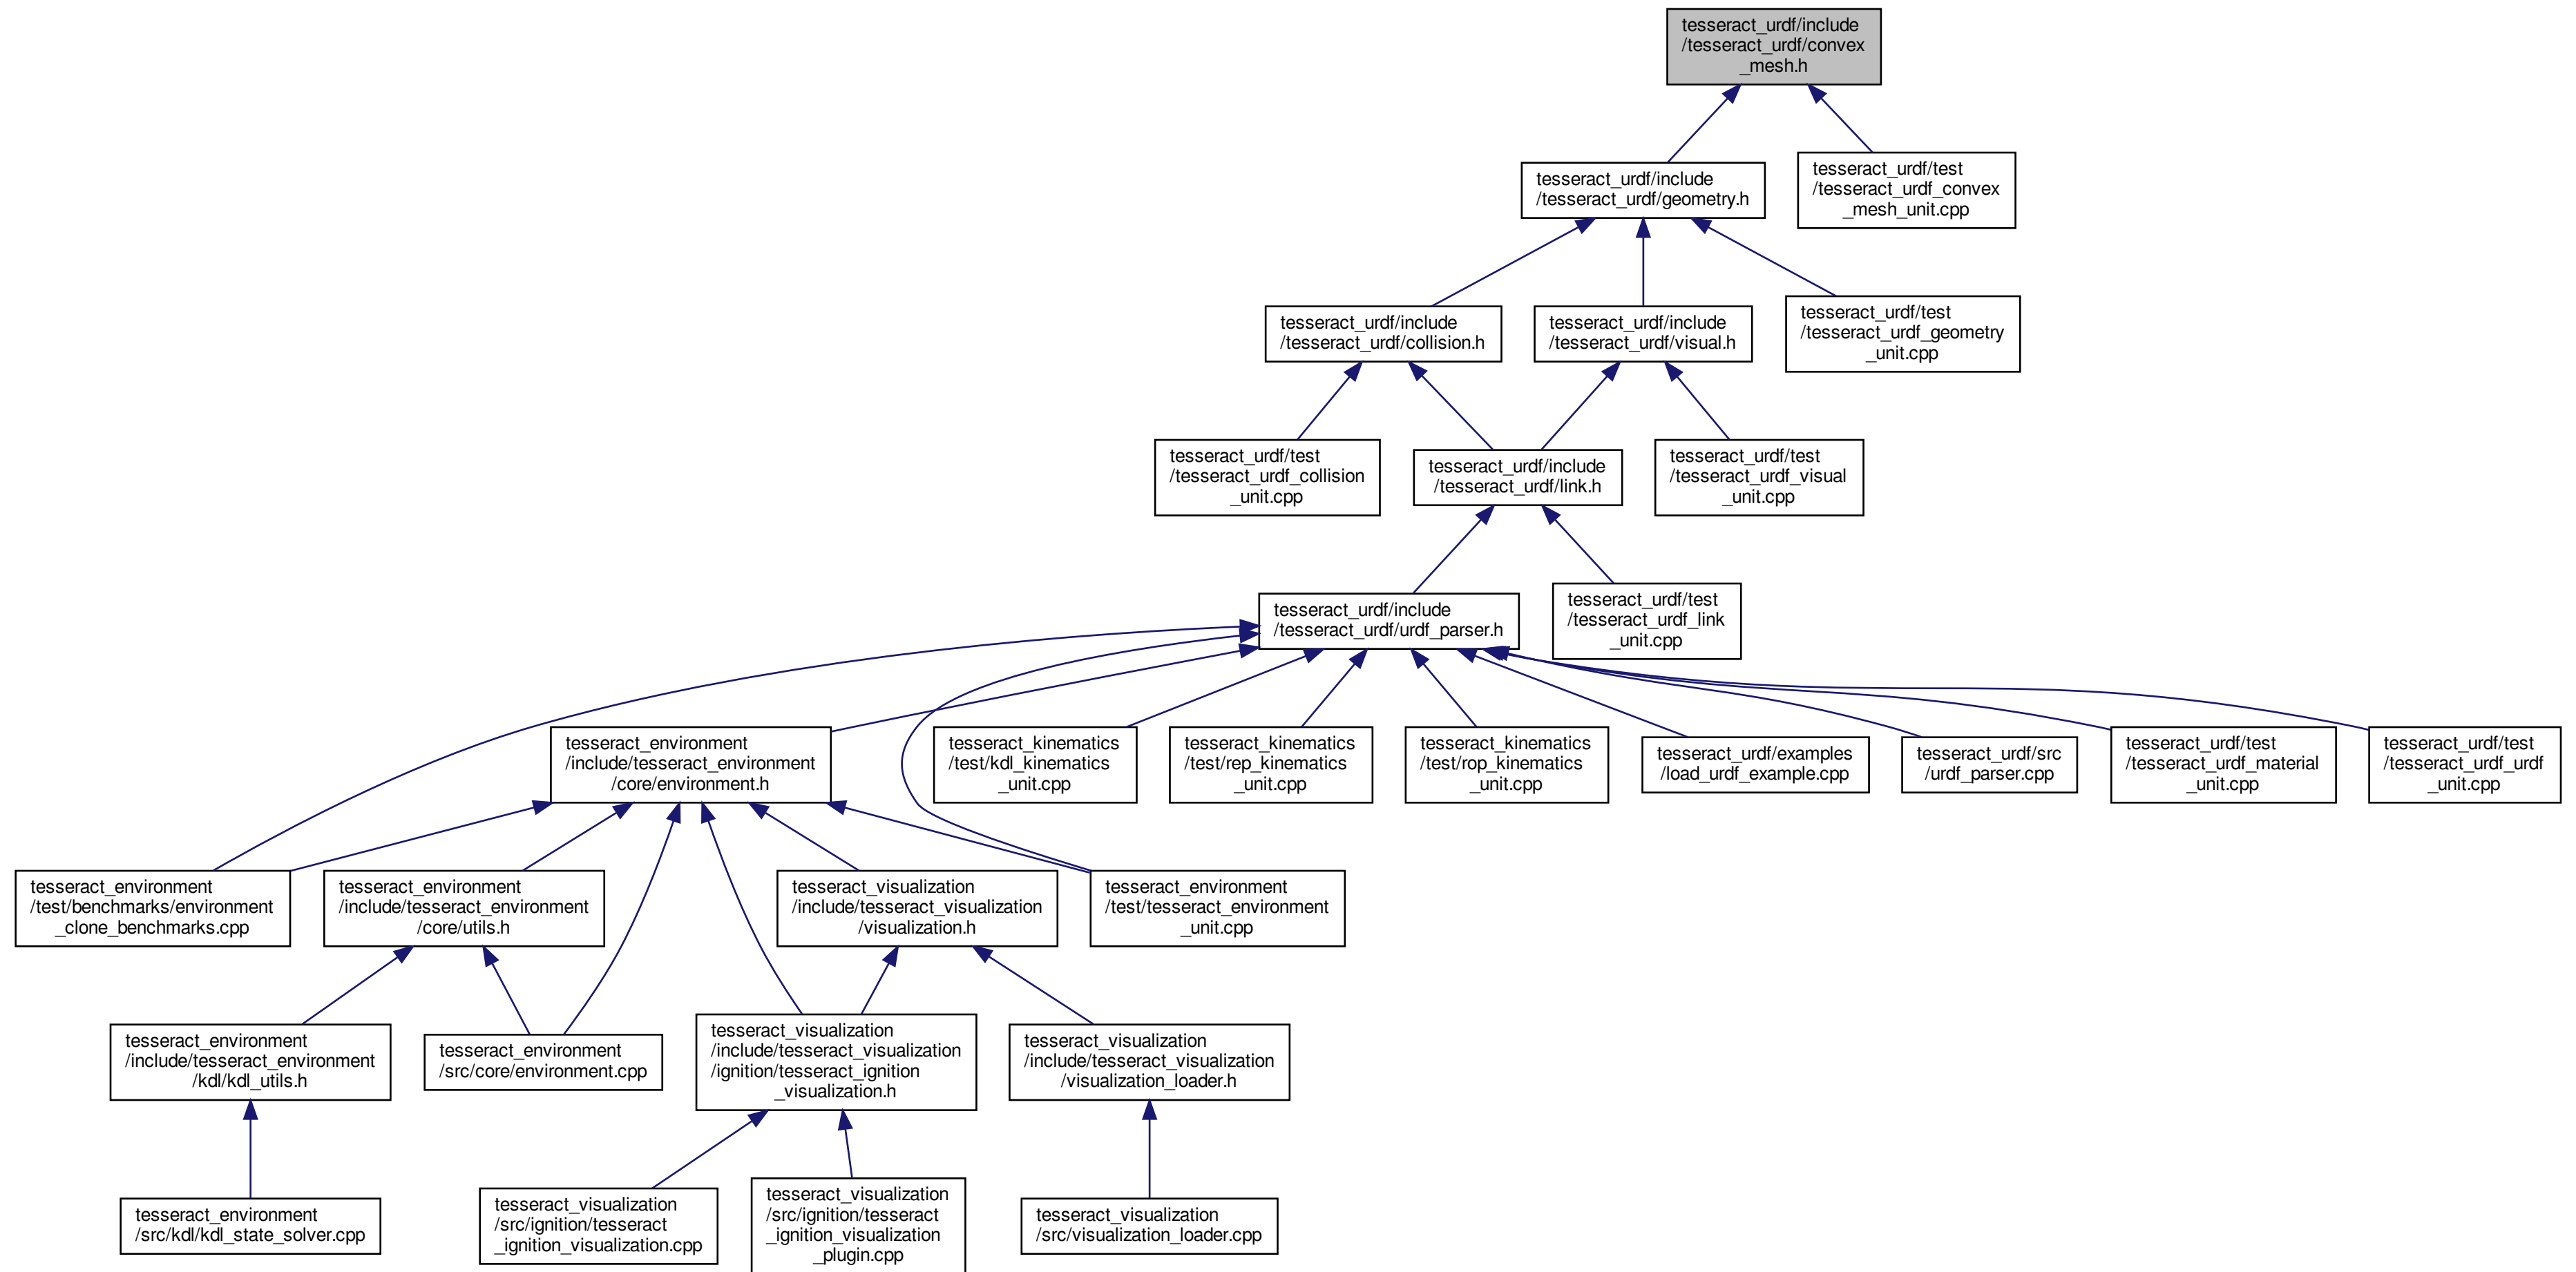 tesseract_urdf/include
/tesseract_urdf/convex
_mesh.h
tesseract_urdf/include
/tesseract_urdf/geometry.h
tesseract_urdf/test
/tesseract_urdf_convex
_mesh_unit.cpp
tesseract_urdf/include
/tesseract_urdf/collision.h
tesseract_urdf/include
/tesseract_urdf/visual.h
tesseract_urdf/test
/tesseract_urdf_geometry
_unit.cpp
tesseract_urdf/test
/tesseract_urdf_collision
_unit.cpp
tesseract_urdf/include
/tesseract_urdf/link.h
tesseract_urdf/test
/tesseract_urdf_visual
_unit.cpp
tesseract_urdf/include
/tesseract_urdf/urdf_parser.h
tesseract_urdf/test
/tesseract_urdf_link
_unit.cpp
tesseract_environment
/include/tesseract_environment
/core/environment.h
tesseract_kinematics
/test/kdl_kinematics
_unit.cpp
tesseract_kinematics
/test/rep_kinematics
_unit.cpp
tesseract_kinematics
/test/rop_kinematics
_unit.cpp
tesseract_urdf/examples
/load_urdf_example.cpp
tesseract_urdf/src
/urdf_parser.cpp
tesseract_urdf/test
/tesseract_urdf_material
_unit.cpp
tesseract_urdf/test
/tesseract_urdf_urdf
_unit.cpp
tesseract_environment
/test/benchmarks/environment
_clone_benchmarks.cpp
tesseract_environment
/include/tesseract_environment
/core/utils.h
tesseract_visualization
/include/tesseract_visualization
/visualization.h
tesseract_environment
/test/tesseract_environment
_unit.cpp
tesseract_environment
/include/tesseract_environment
/kdl/kdl_utils.h
tesseract_environment
/src/core/environment.cpp
tesseract_visualization
/include/tesseract_visualization
/ignition/tesseract_ignition
_visualization.h
tesseract_visualization
/include/tesseract_visualization
/visualization_loader.h
tesseract_environment
/src/kdl/kdl_state_solver.cpp
tesseract_visualization
/src/ignition/tesseract
_ignition_visualization.cpp
tesseract_visualization
/src/ignition/tesseract
_ignition_visualization
_plugin.cpp
tesseract_visualization
/src/visualization_loader.cpp